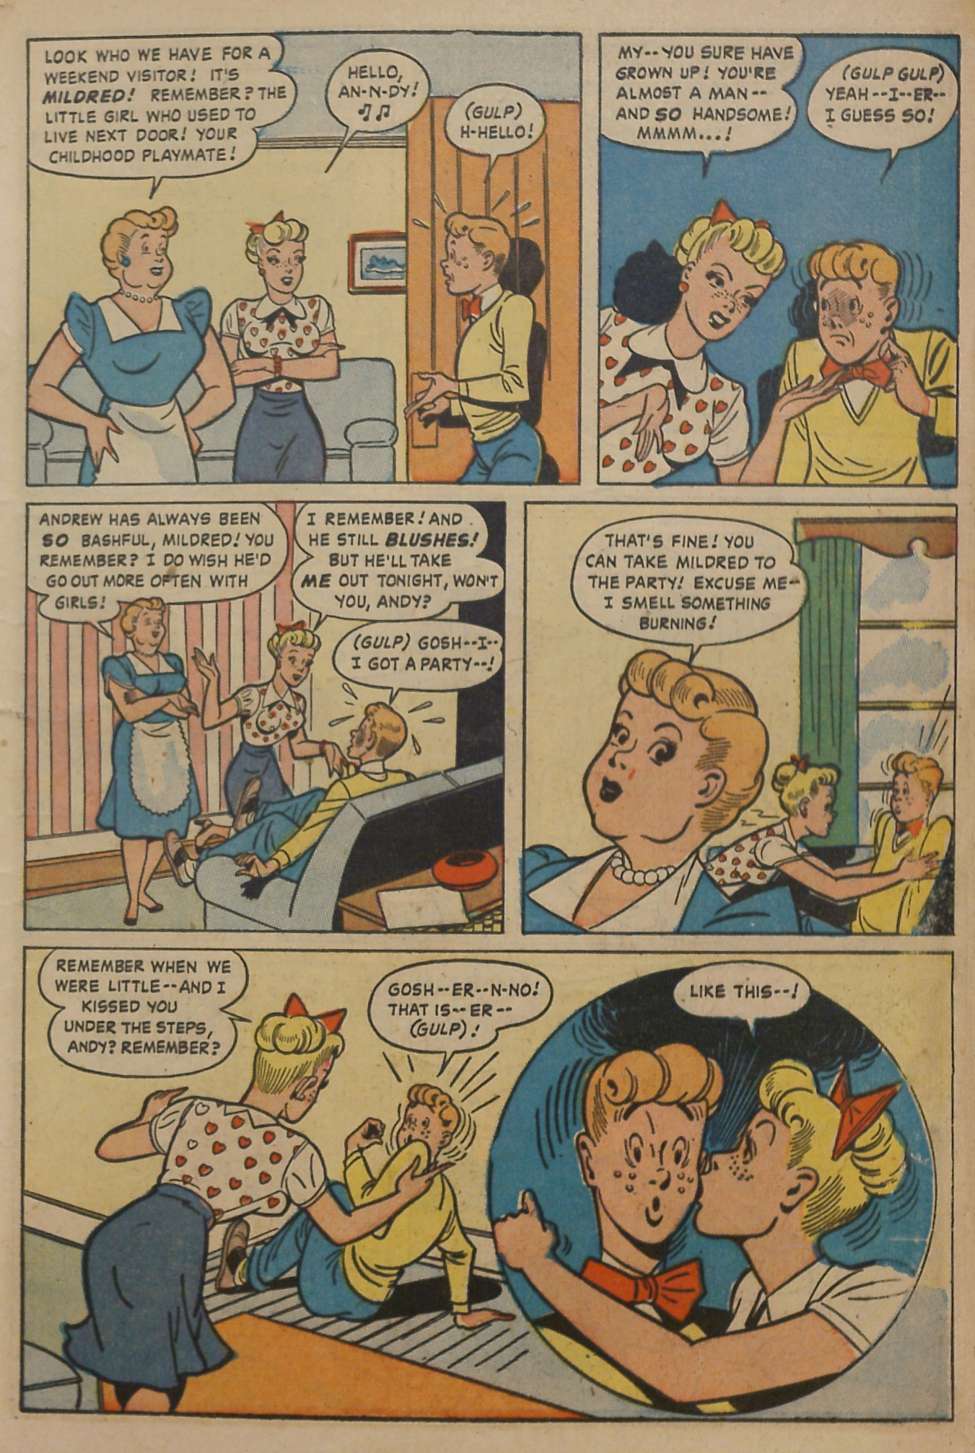 LOOK WHO WE HAVE FOR A
WEEKEND VISITOR! IT'S
MILDRED! REMEMBER? THE
LITTLE GIRL WHO USED TO
LIVE NEXT DOOR! YOUR
CHILDHOOD PLAYMATE!
HELLO,
AN-N-DY!
(GULP)
H-HELLO!
MY--YOU SURE HAVE
GROWN UP! YOU'RE
ALMOST A MAN--
AND SO HANDSOME!
MMMM...!
(GULP GULP)
YEAH--I--ER--
I GUESS SO!
ANDREW HAS ALWAYS BEEN
SO BASHFUL, MILDRED! YOU
REMEMBER? I DO WISH HE'D
GO OUT MORE OFTEN WITH
GIRLS!
I REMEMBER! AND
HE STILL BLUSHES!
BUT HE'LL TAKE
ME OUT TONIGHT, WON'T
YOU, ANDY?
(GULP) GOSH--I--
I GOT A PARTY--!
THAT'S FINE! YOU
CAN TAKE MILDRED TO
THE PARTY! EXCUSE ME--
I SMELL SOMETHING
BURNING!
REMEMBER WHEN WE
WERE LITTLE--AND I
KISSED YOU
UNDER THE STEPS,
ANDY? REMEMBER?
GOSH--ER--N-NO!
THAT IS--ER--
(GULP)!
LIKE THIS--!